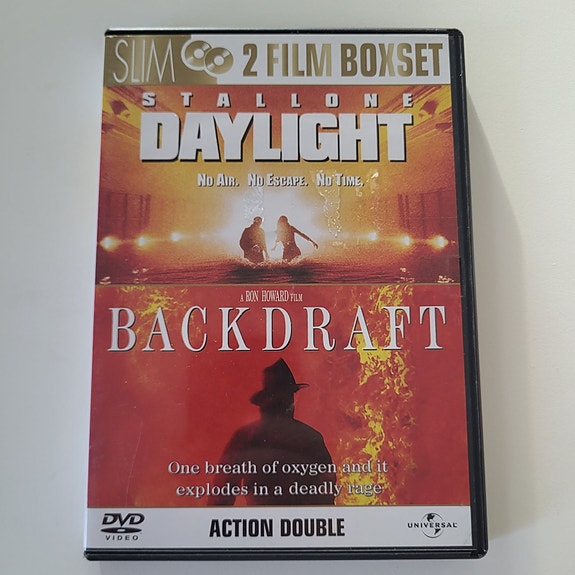 SLIM 2 FILM BOXSET
STALLONE
DAYLIGHT
NO AIR. NO ESCAPE. NO TIME.
A RON HOWARD FILM
BACKDRAFT
One breath of oxygen and it
explodes in a deadly rage
DVD VIDEO ACTION DOUBLE UNIVERSAL